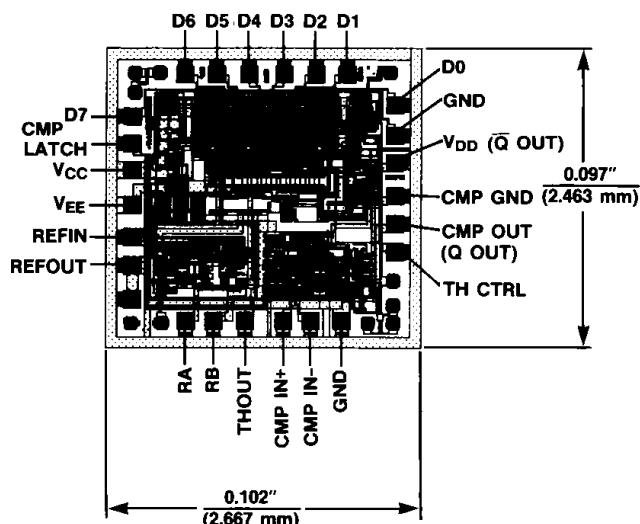 D6 D5 D4 D3 D2 D1
D0
GND
V_DD (Q̅ OUT)
CMP GND
CMP OUT
(Q OUT)
TH CTRL
D7
CMP
LATCH
V_CC
V_EE
REFIN
REFOUT
RA
RB
THOUT
CMP IN+
CMP IN-
GND
0.097"
(2.463 mm)
0.102"
(2.667 mm)